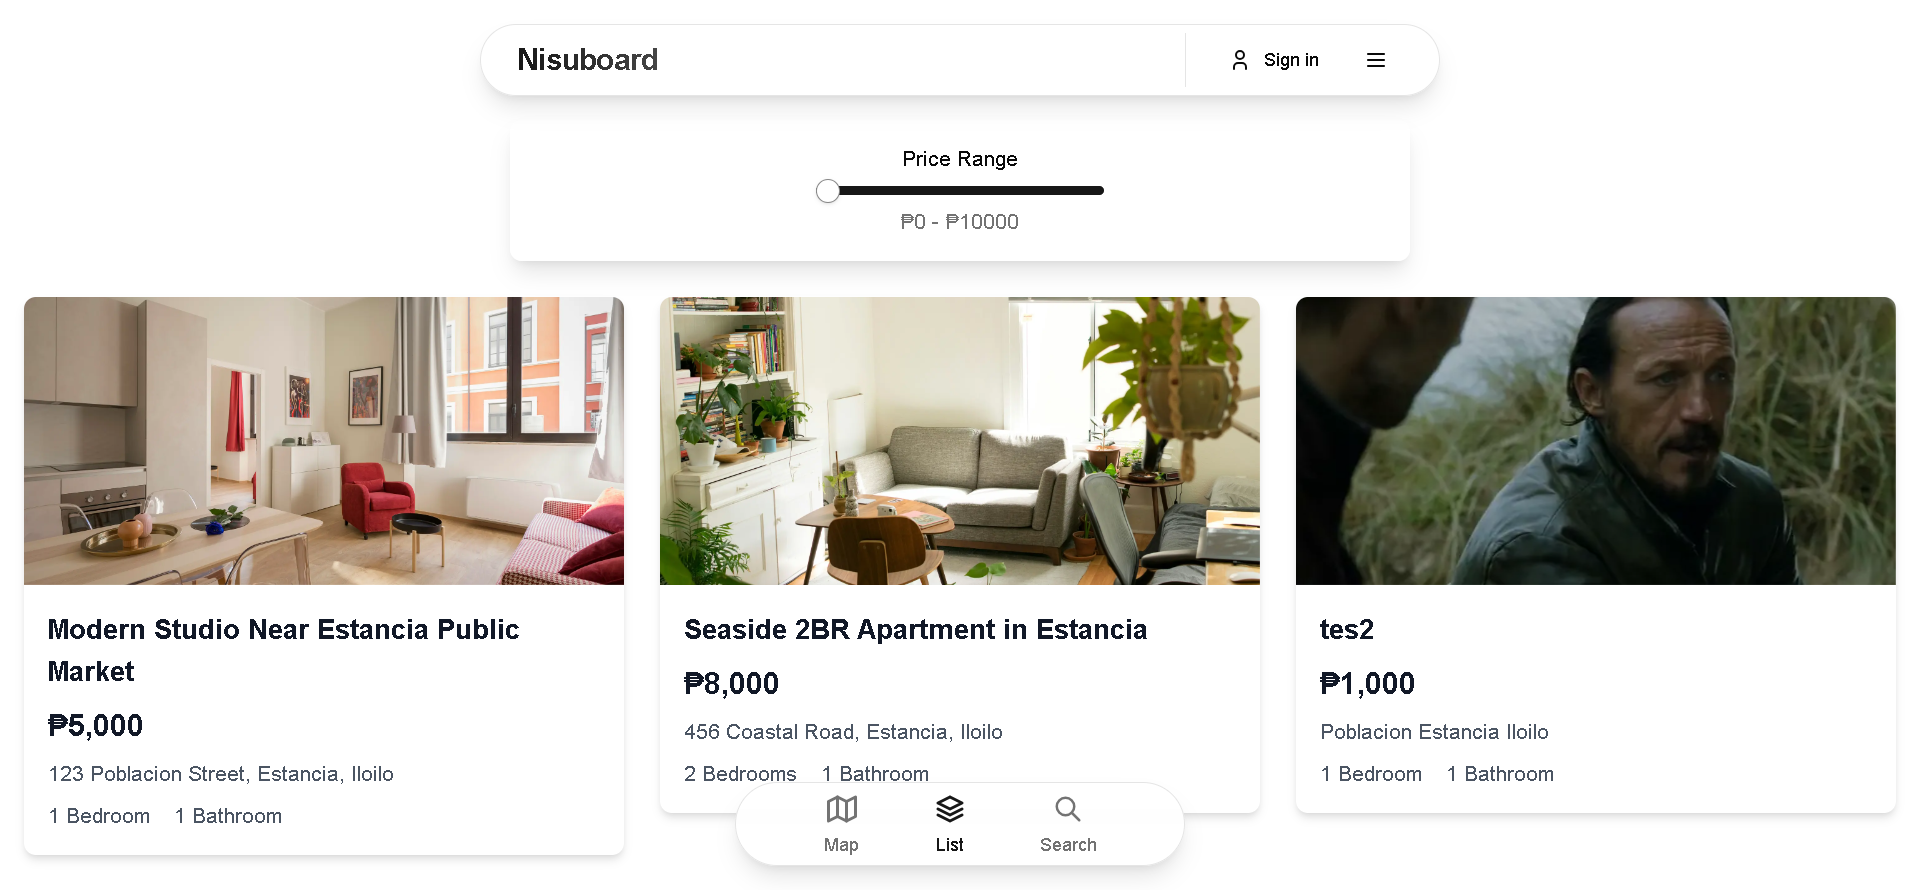 Nisuboard
Sign in
Price Range
₱0 - ₱10000
Modern Studio Near Estancia Public
Market
₱5,000
123 Poblacion Street, Estancia, Iloilo
1 Bedroom 1 Bathroom
Seaside 2BR Apartment in Estancia
₱8,000
456 Coastal Road, Estancia, Iloilo
2 Bedrooms 1 Bathroom
tes2
₱1,000
Poblacion Estancia Iloilo
1 Bedroom 1 Bathroom
Map
List
Search